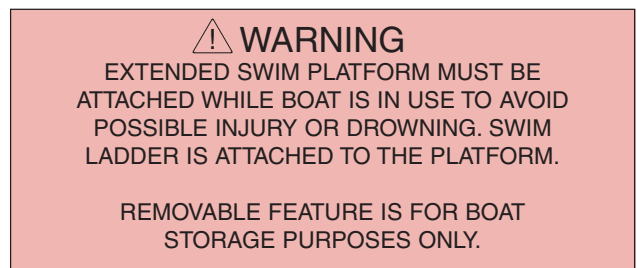 ⚠ WARNING
EXTENDED SWIM PLATFORM MUST BE
ATTACHED WHILE BOAT IS IN USE TO AVOID
POSSIBLE INJURY OR DROWNING. SWIM
LADDER IS ATTACHED TO THE PLATFORM.
REMOVABLE FEATURE IS FOR BOAT
STORAGE PURPOSES ONLY.